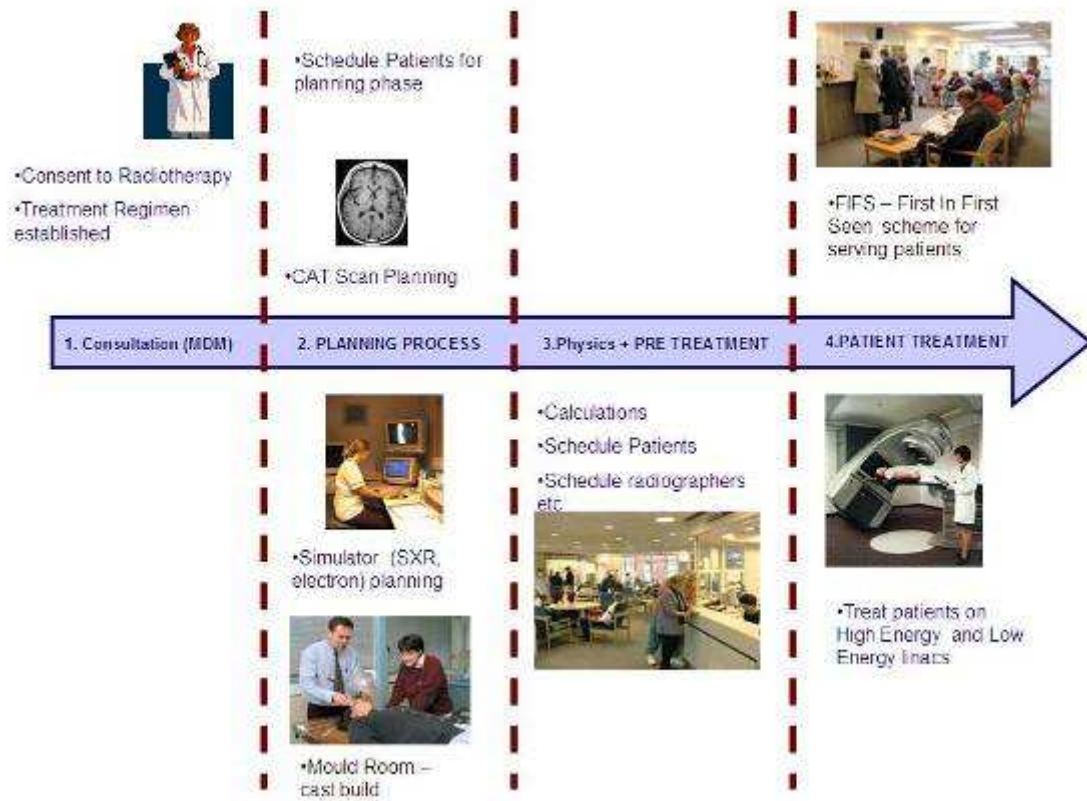 •Consent to Radiotherapy
•Treatment Regimen
established
•Schedule Patients for
planning phase
•CAT Scan Planning
•FIFS – First In First
Seen scheme for
serving patients
1. Consultation (MDM)
2. PLANNING PROCESS
3.Physics + PRE TREATMENT
4.PATIENT TREATMENT
•Simulator (SXR,
electron) planning
•Mould Room –
cast build
•Calculations
•Schedule Patients
•Schedule radiographers
etc
•Treat patients on
High Energy and Low
Energy linacs